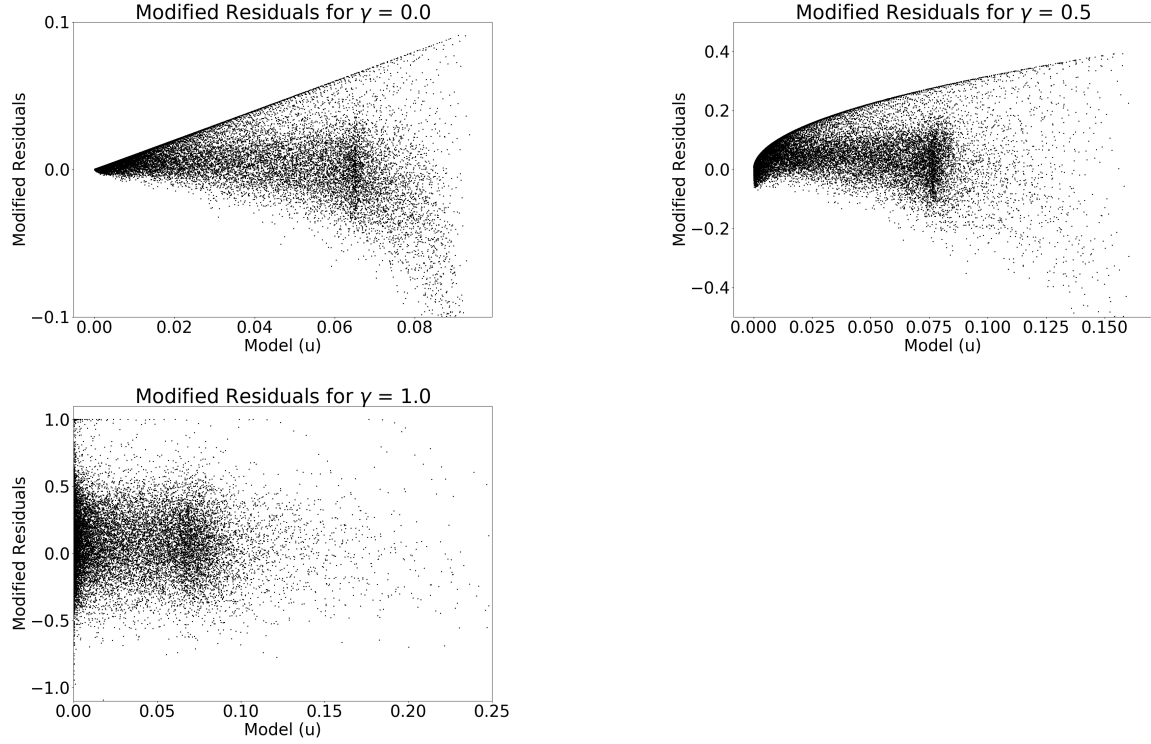 Modified Residuals for γ = 0.0
0.1
0.0
−0.1
Modified Residuals
0.00 0.02 0.04 0.06 0.08
Model (u)
Modified Residuals for γ = 0.5
0.4
0.2
0.0
−0.2
−0.4
Modified Residuals
0.000 0.025 0.050 0.075 0.100 0.125 0.150
Model (u)
Modified Residuals for γ = 1.0
1.0
0.5
0.0
−0.5
−1.0
Modified Residuals
0.00 0.05 0.10 0.15 0.20 0.25
Model (u)